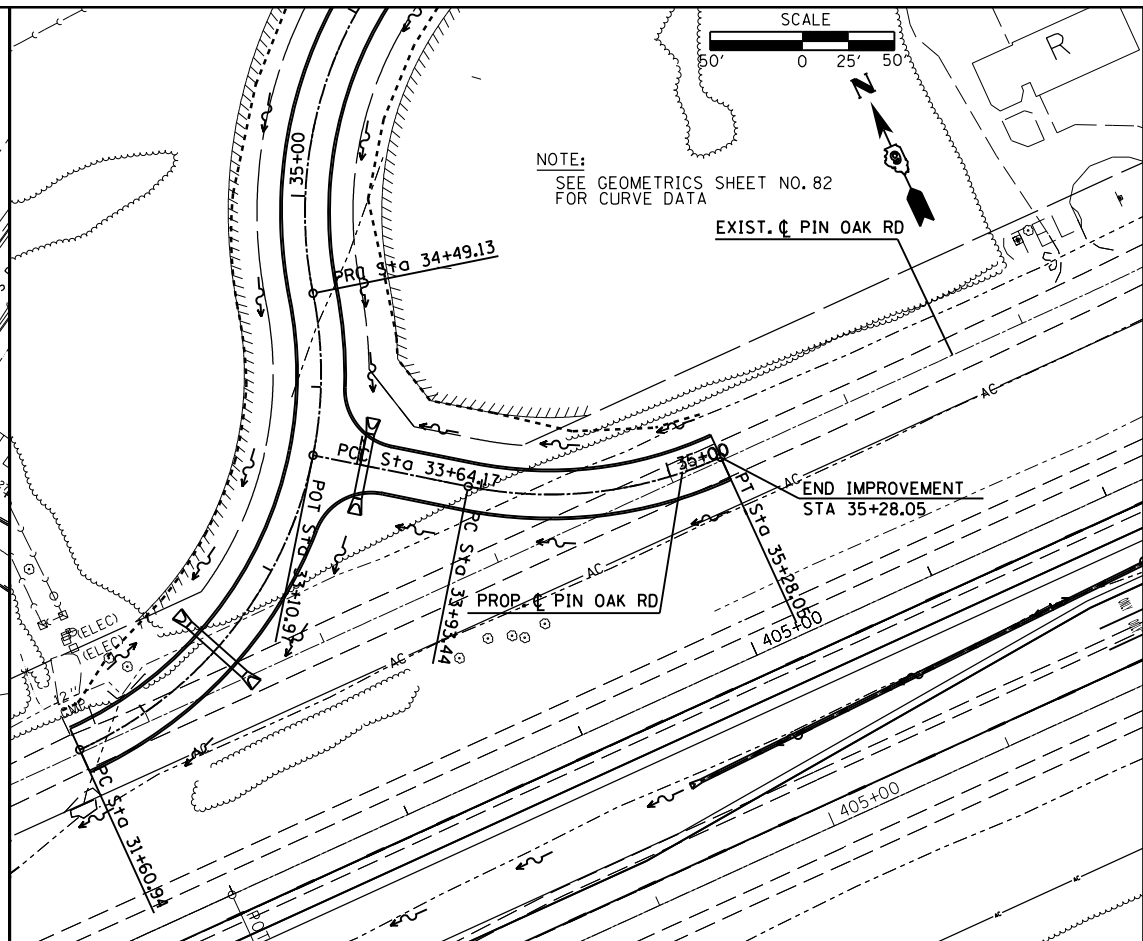 SCALE
50' 0 25' 50'
R
N
35+00
NOTE:
SEE GEOMETRICS SHEET NO. 82
FOR CURVE DATA
EXIST. ℄ PIN OAK RD
PRC Sta 34+49.13
AC
POC Sta 33+64.17
35+00
AC
END IMPROVEMENT
STA 35+28.05
POT Sta 33+10.97
PC Sta 33+93.44
PT Sta 35+28.05
AC
PROP. ℄ PIN OAK RD
405+00
(ELEC)
(ELEC)
AC
CMP
PC Sta 31+60.94
405+00
POT